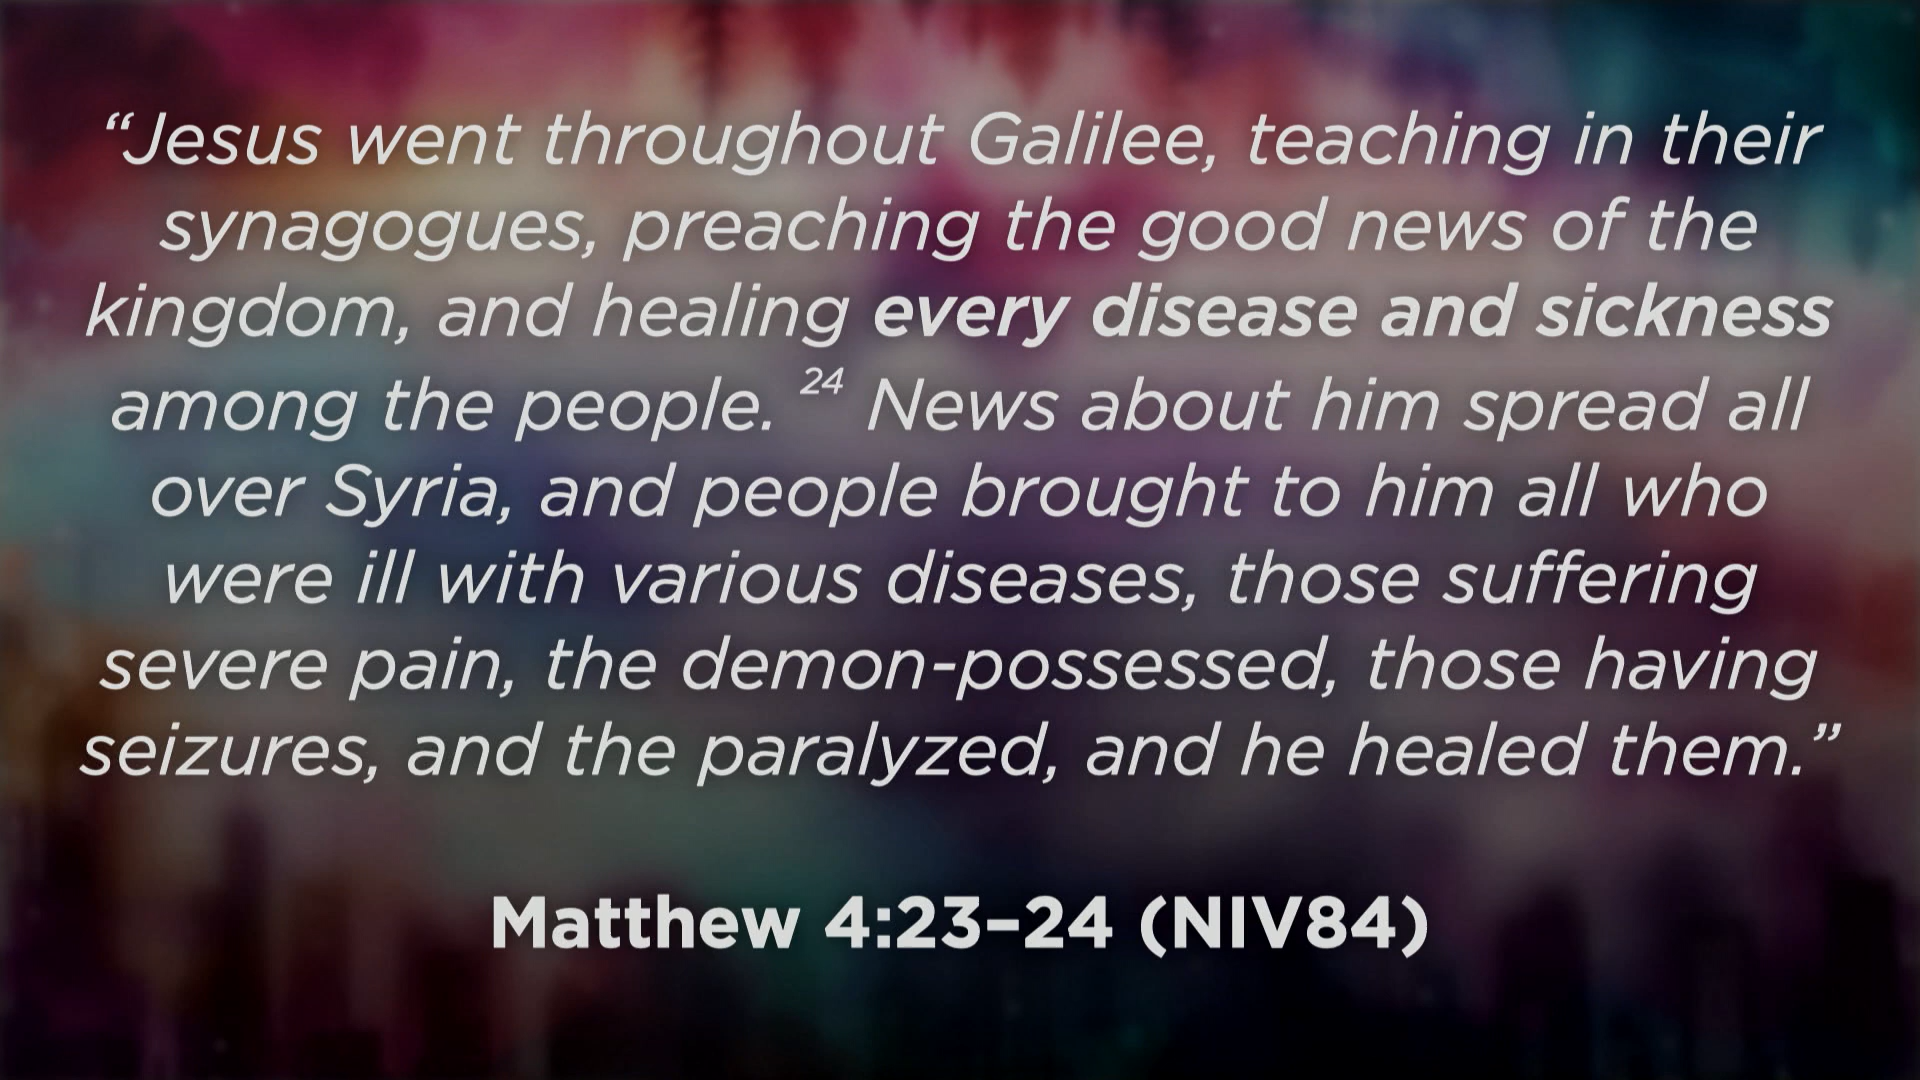 “Jesus went throughout Galilee, teaching in their
synagogues, preaching the good news of the
kingdom, and healing every disease and sickness
among the people. 24 News about him spread all
over Syria, and people brought to him all who
were ill with various diseases, those suffering
severe pain, the demon-possessed, those having
seizures, and the paralyzed, and he healed them.”
Matthew 4:23–24 (NIV84)